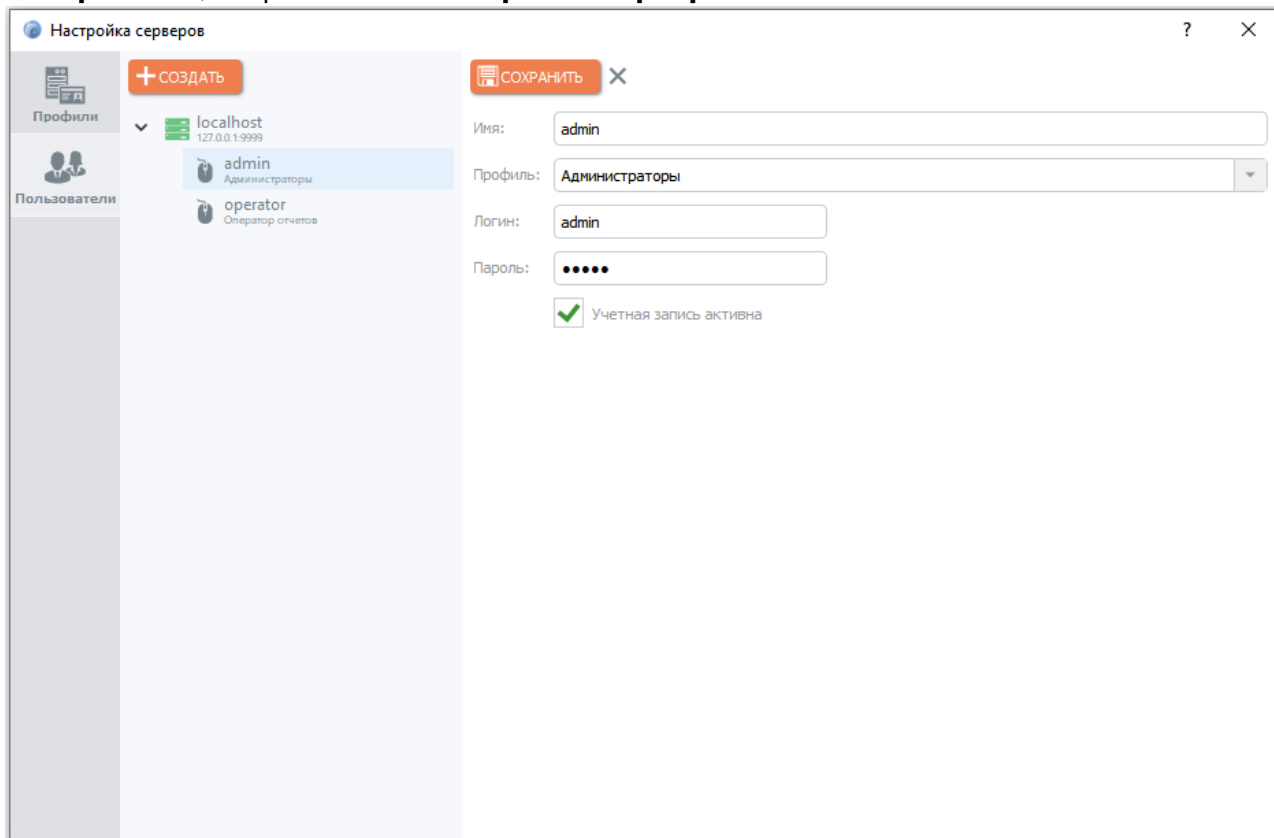 Настройка серверов
?
Профили
Пользователи
СОЗДАТЬ
localhost
127.0.0.1:9999
admin
Администраторы
operator
Оператор отчетов
СОХРАНИТЬ
Имя: admin
Профиль: Администраторы
Логин: admin
Пароль: •••••
Учетная запись активна